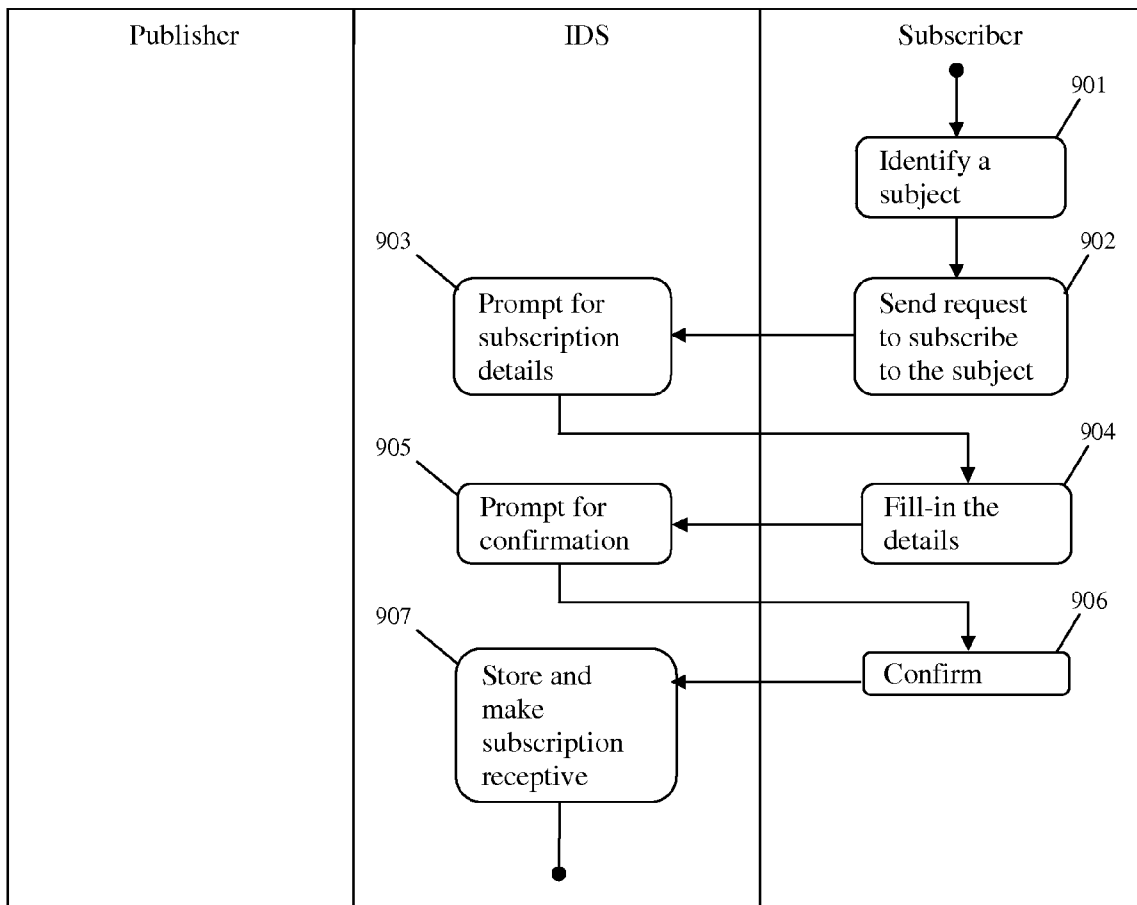 Publisher
IDS
Subscriber
901
Identify a
subject
903
902
Prompt for
subscription
details
Send request
to subscribe
to the subject
905
904
Prompt for
confirmation
Fill-in the
details
907
906
Store and
make
subscription
receptive
Confirm